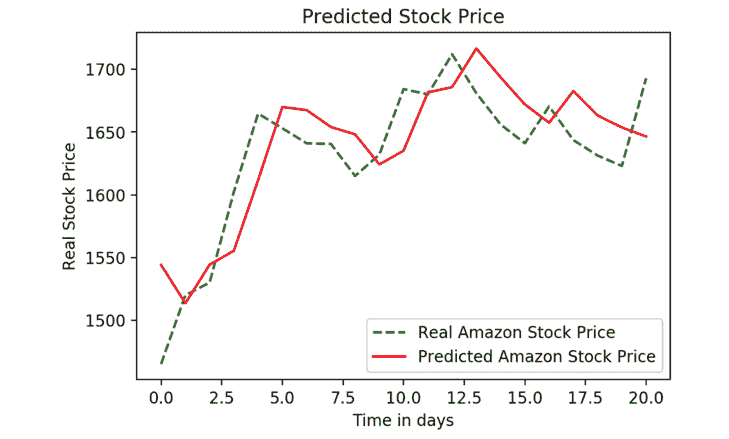 Predicted Stock Price
Real Stock Price
1700
1650
1600
1550
1500
Real Amazon Stock Price
Predicted Amazon Stock Price
0.0 2.5 5.0 7.5 10.0 12.5 15.0 17.5 20.0
Time in days